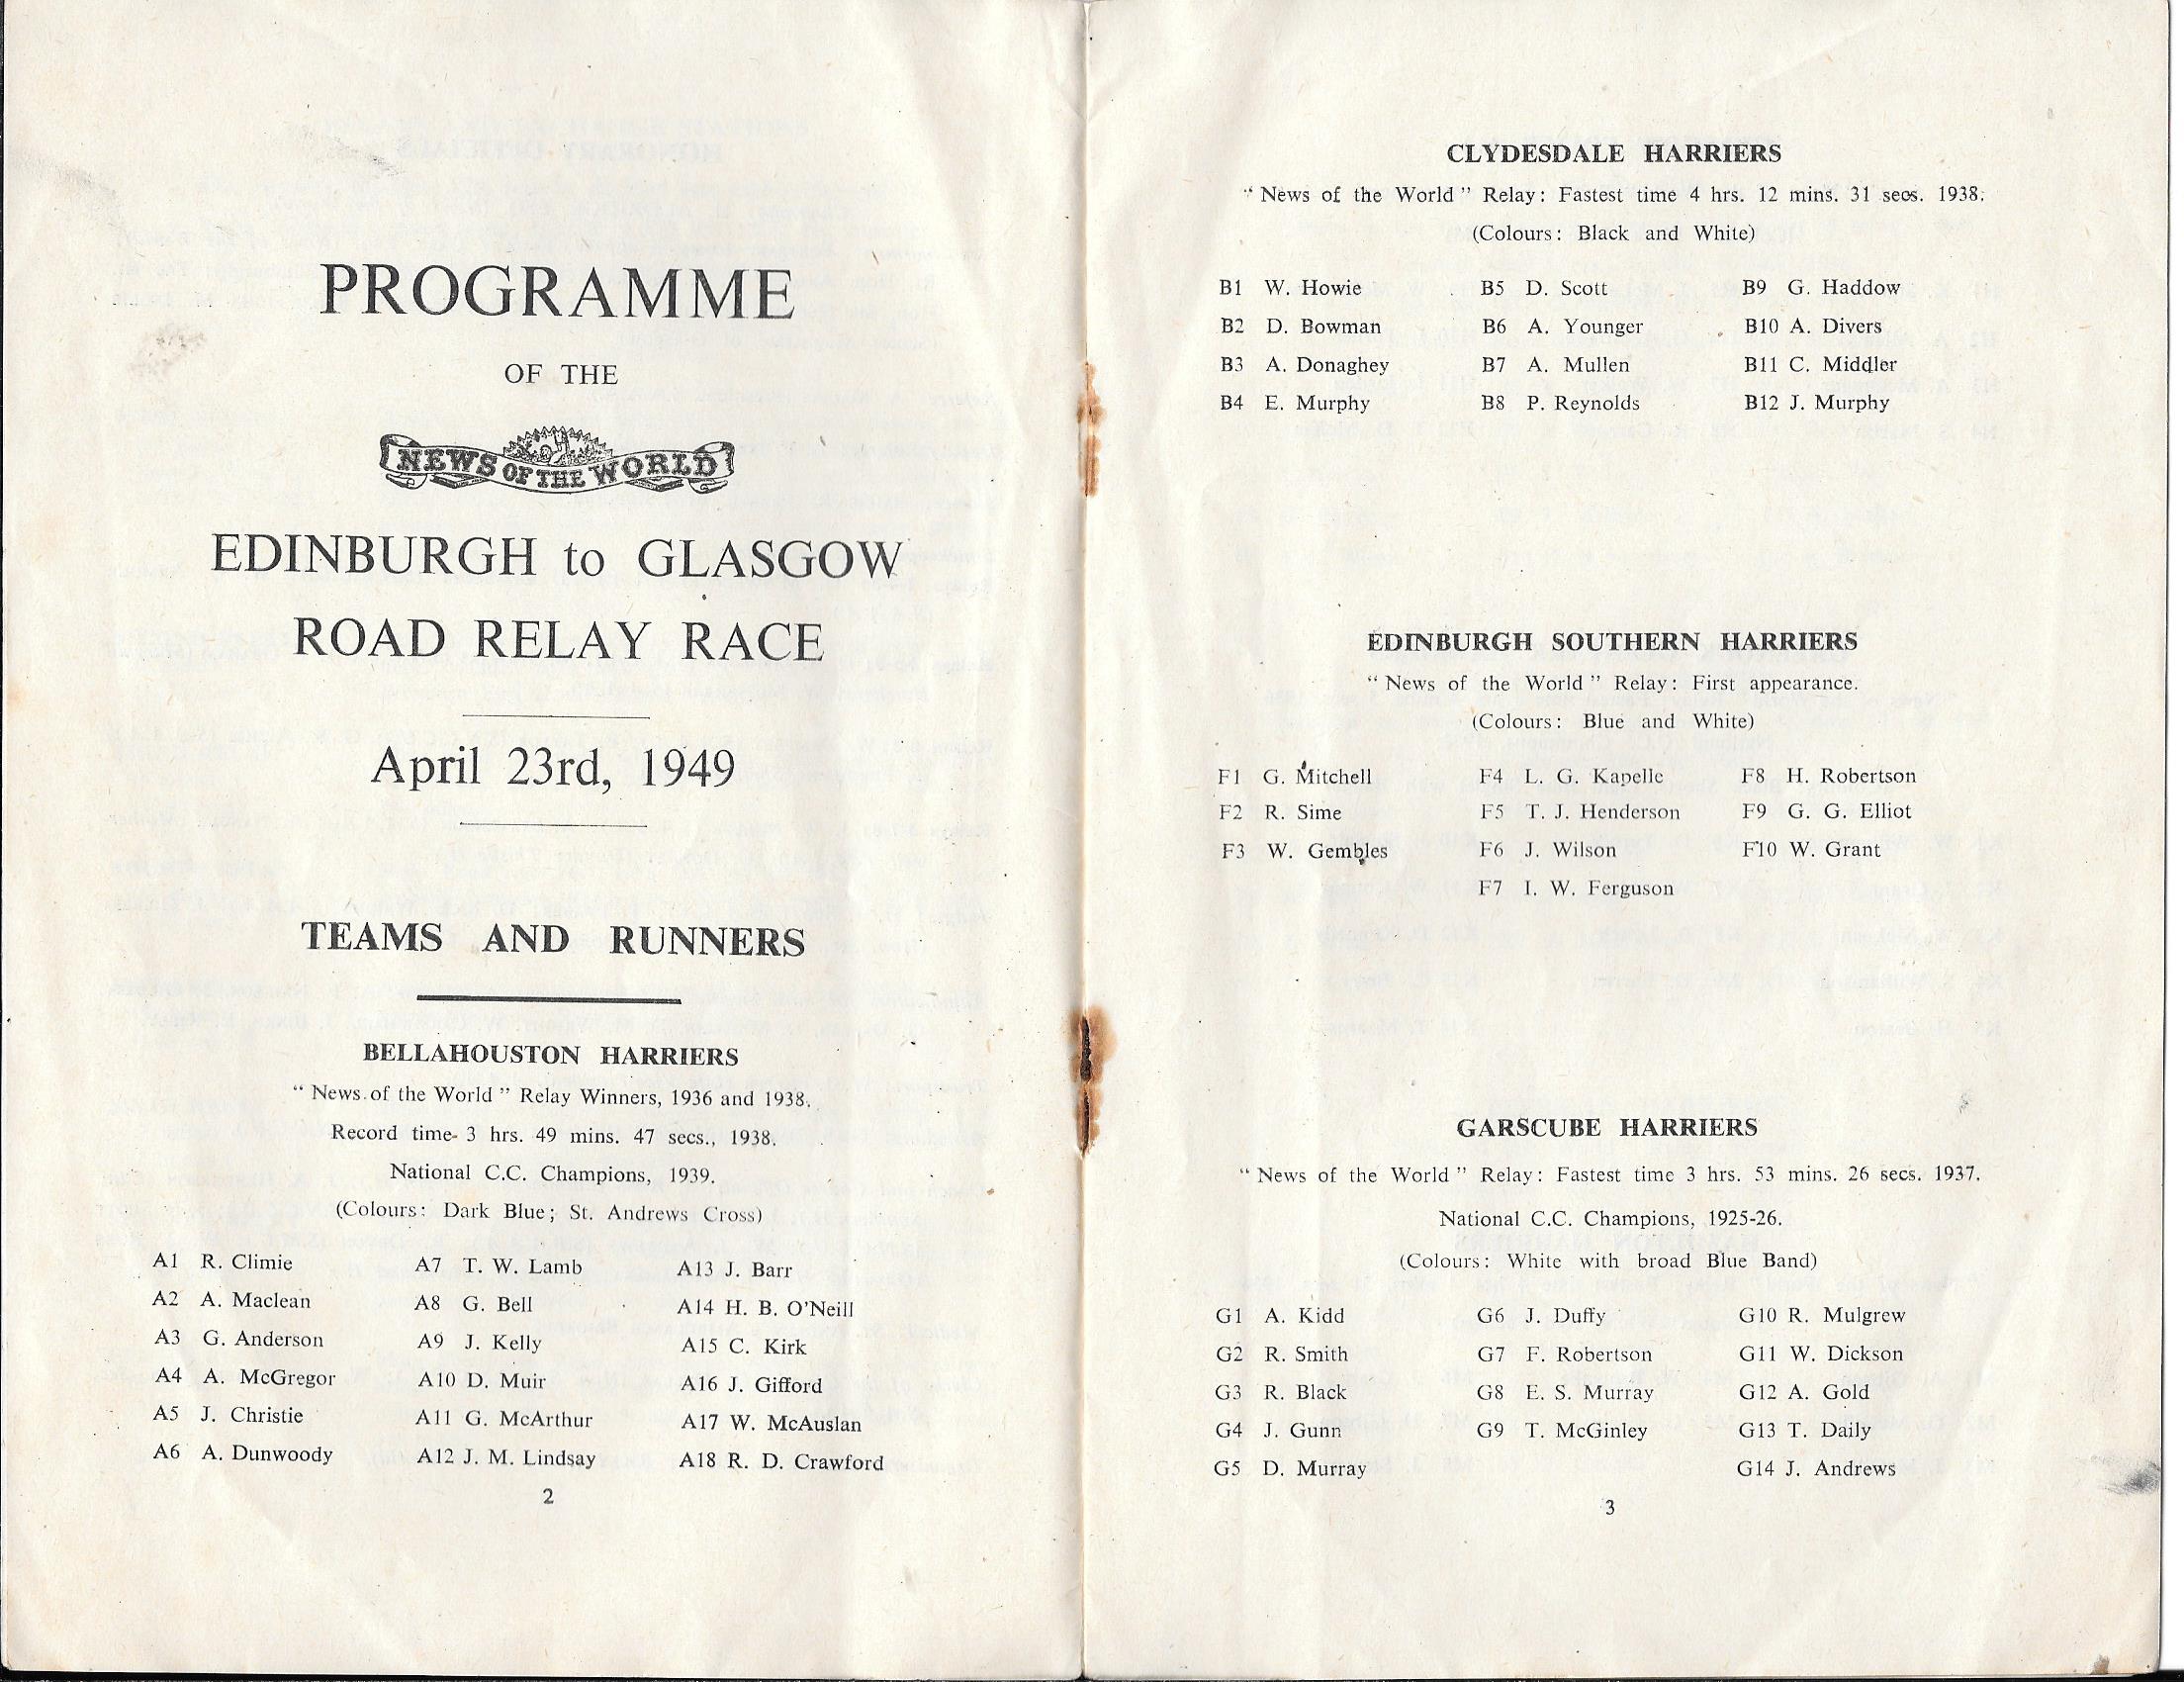 PROGRAMME
OF THE
NEWS OF THE WORLD
EDINBURGH to GLASGOW
ROAD RELAY RACE
April 23rd, 1949
TEAMS AND RUNNERS
BELLAHOUSTON HARRIERS
“ News of the World ” Relay Winners, 1936 and 1938.
Record time- 3 hrs. 49 mins. 47 secs., 1938.
National C.C. Champions, 1939.
(Colours: Dark Blue; St. Andrews Cross)
A1 R. Climie A7 T. W. Lamb A13 J. Barr
A2 A. Maclean A8 G. Bell A14 H. B. O'Neill
A3 G. Anderson A9 J. Kelly A15 C. Kirk
A4 A. McGregor A10 D. Muir A16 J. Gifford
A5 J. Christie A11 G. McArthur A17 W. McAuslan
A6 A. Dunwoody A12 J. M. Lindsay A18 R. D. Crawford
2
CLYDESDALE HARRIERS
“ News of the World ” Relay: Fastest time 4 hrs. 12 mins. 31 secs. 1938.
(Colours: Black and White)
B1 W. Howie B5 D. Scott B9 G. Haddow
B2 D. Bowman B6 A. Younger B10 A. Divers
B3 A. Donaghey B7 A. Mullen B11 C. Middler
B4 E. Murphy B8 P. Reynolds B12 J. Murphy
EDINBURGH SOUTHERN HARRIERS
“ News of the World ” Relay: First appearance.
(Colours: Blue and White)
F1 G. Mitchell F4 L. G. Kapelle F8 H. Robertson
F2 R. Sime F5 T. J. Henderson F9 G. G. Elliot
F3 W. Gembles F6 J. Wilson F10 W. Grant
F7 I. W. Ferguson
GARSCUBE HARRIERS
“ News of the World ” Relay: Fastest time 3 hrs. 53 mins. 26 secs. 1937.
National C.C. Champions, 1925-26.
(Colours: White with broad Blue Band)
G1 A. Kidd G6 J. Duffy G10 R. Mulgrew
G2 R. Smith G7 F. Robertson G11 W. Dickson
G3 R. Black G8 E. S. Murray G12 A. Gold
G4 J. Gunn G9 T. McGinley G13 T. Daily
G5 D. Murray G14 J. Andrews
3